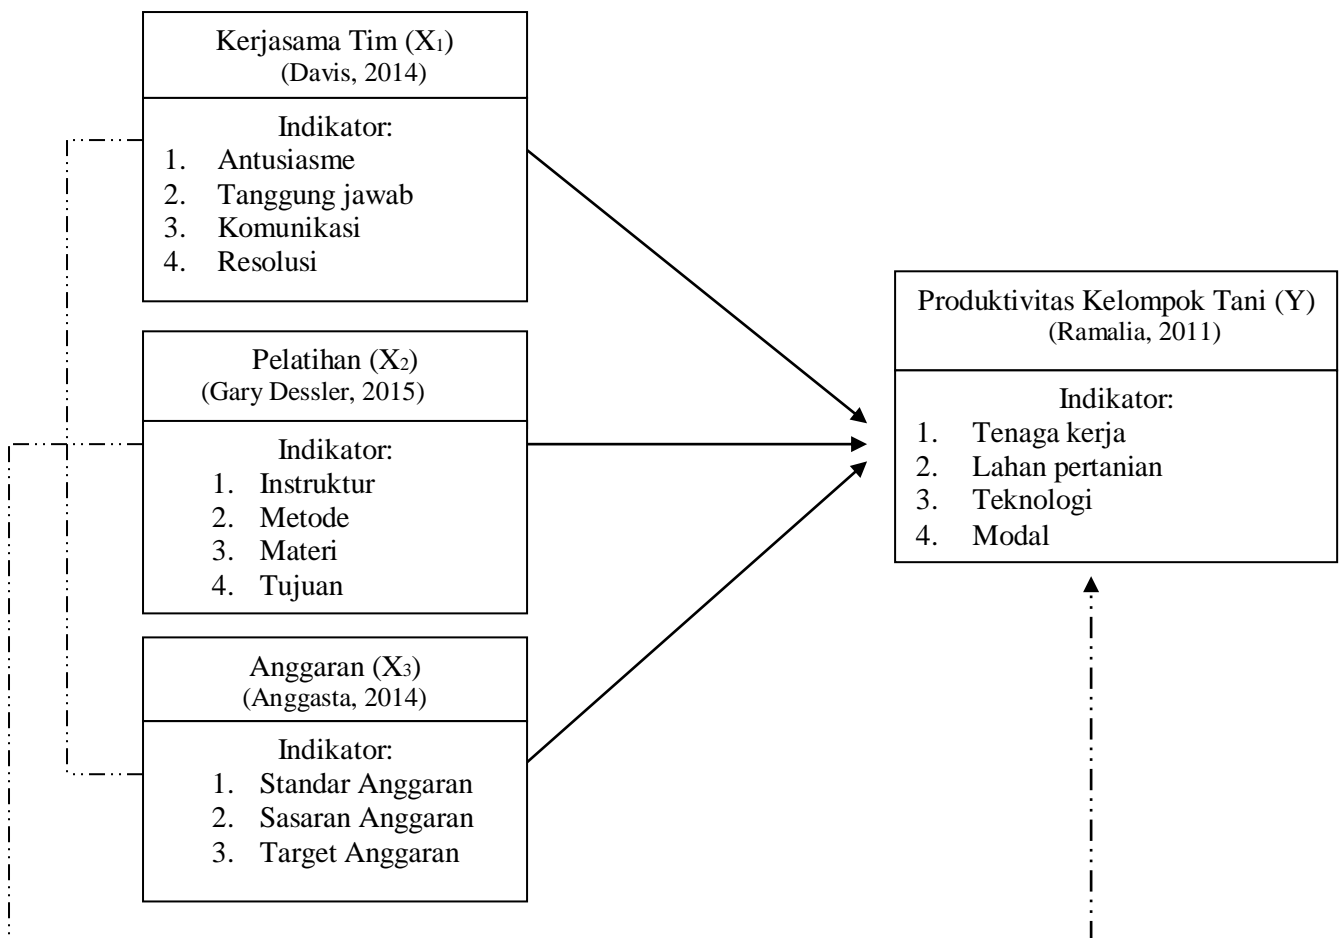 Kerjasama Tim (X₁)
(Davis, 2014)
Indikator:
1. Antusiasme
2. Tanggung jawab
3. Komunikasi
4. Resolusi
Pelatihan (X₂)
(Gary Dessler, 2015)
Indikator:
1. Instruktur
2. Metode
3. Materi
4. Tujuan
Anggaran (X₃)
(Anggasta, 2014)
Indikator:
1. Standar Anggaran
2. Sasaran Anggaran
3. Target Anggaran
Produktivitas Kelompok Tani (Y)
(Ramalia, 2011)
Indikator:
1. Tenaga kerja
2. Lahan pertanian
3. Teknologi
4. Modal